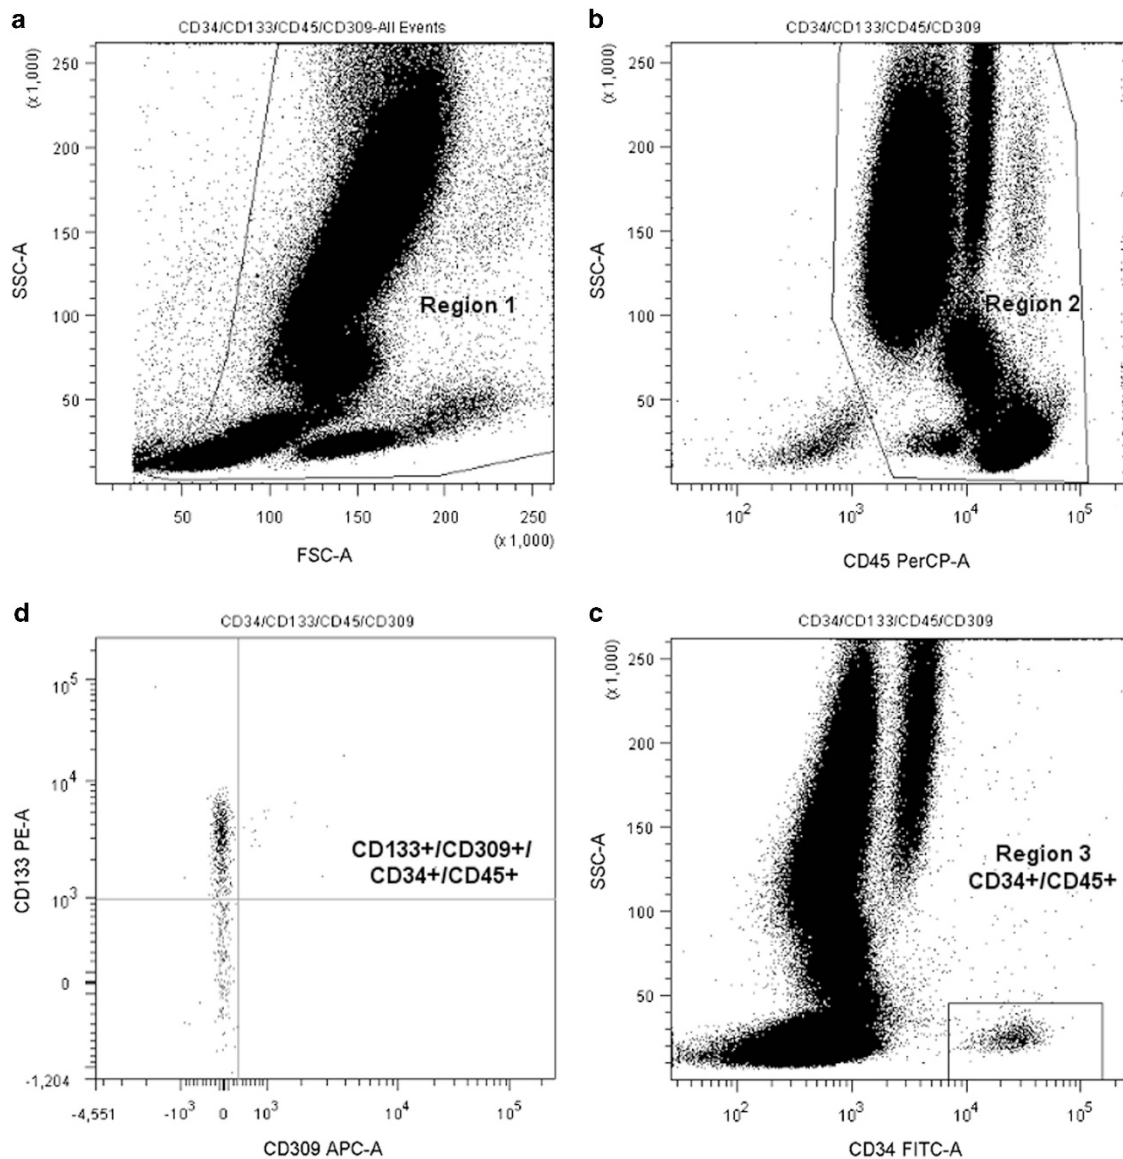 a
CD34/CD133/CD45/CD309-All Events
(x 1,000)
250
200
150
100
50
SSC-A
Region 1
50
100
150
200
250
(x 1,000)
FSC-A
b
CD34/CD133/CD45/CD309
(x 1,000)
250
200
150
100
50
SSC-A
Region 2
10²
10³
10⁴
10⁵
CD45 PerCP-A
d
CD34/CD133/CD45/CD309
10⁵
10⁴
10³
0
-1,204
CD133 PE-A
CD133+/CD309+/
CD34+/CD45+
-4,551
-10³
0
10³
10⁴
10⁵
CD309 APC-A
c
CD34/CD133/CD45/CD309
(x 1,000)
250
200
150
100
50
SSC-A
Region 3
CD34+/CD45+
10²
10³
10⁴
10⁵
CD34 FITC-A